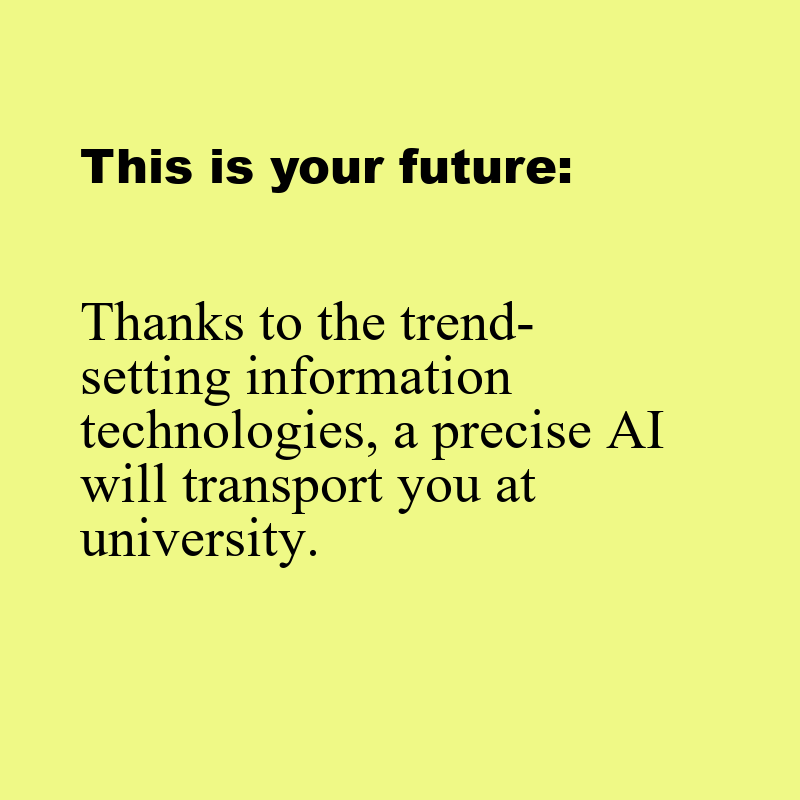 This is your future:
Thanks to the trend-
setting information
technologies, a precise AI
will transport you at
university.